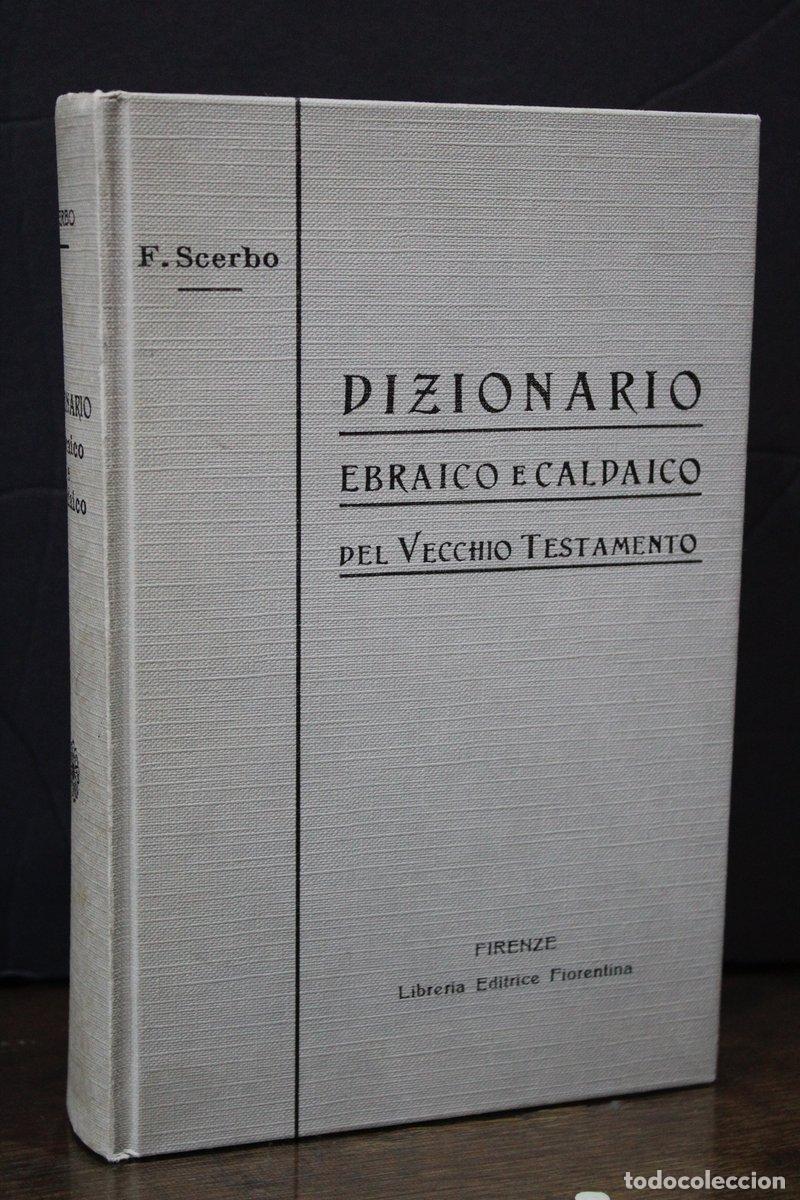 F. Scerbo
DIZIONARIO
EBRAICO E CALDAICO
DEL VECCHIO TESTAMENTO
FIRENZE
Libreria Editrice Fiorentina
todocoleccion